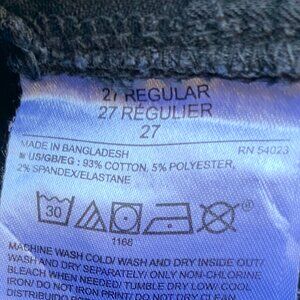 27 REGULAR
27 RÉGULIER
27
MADE IN BANGLADESH RN 54023
US/GB/EG : 93% COTTON, 5% POLYESTER,
2% SPANDEX/ELASTANE
30
1168
MACHINE WASH COLD/ WASH AND DRY INSIDE OUT/
WASH AND DRY SEPARATELY/ ONLY NON-CHLORINE
BLEACH WHEN NEEDED/ TUMBLE DRY LOW/ COOL
IRON/ DO NOT IRON PRINT/ DO NOT DRY CLEAN
DISTRIBUIDO